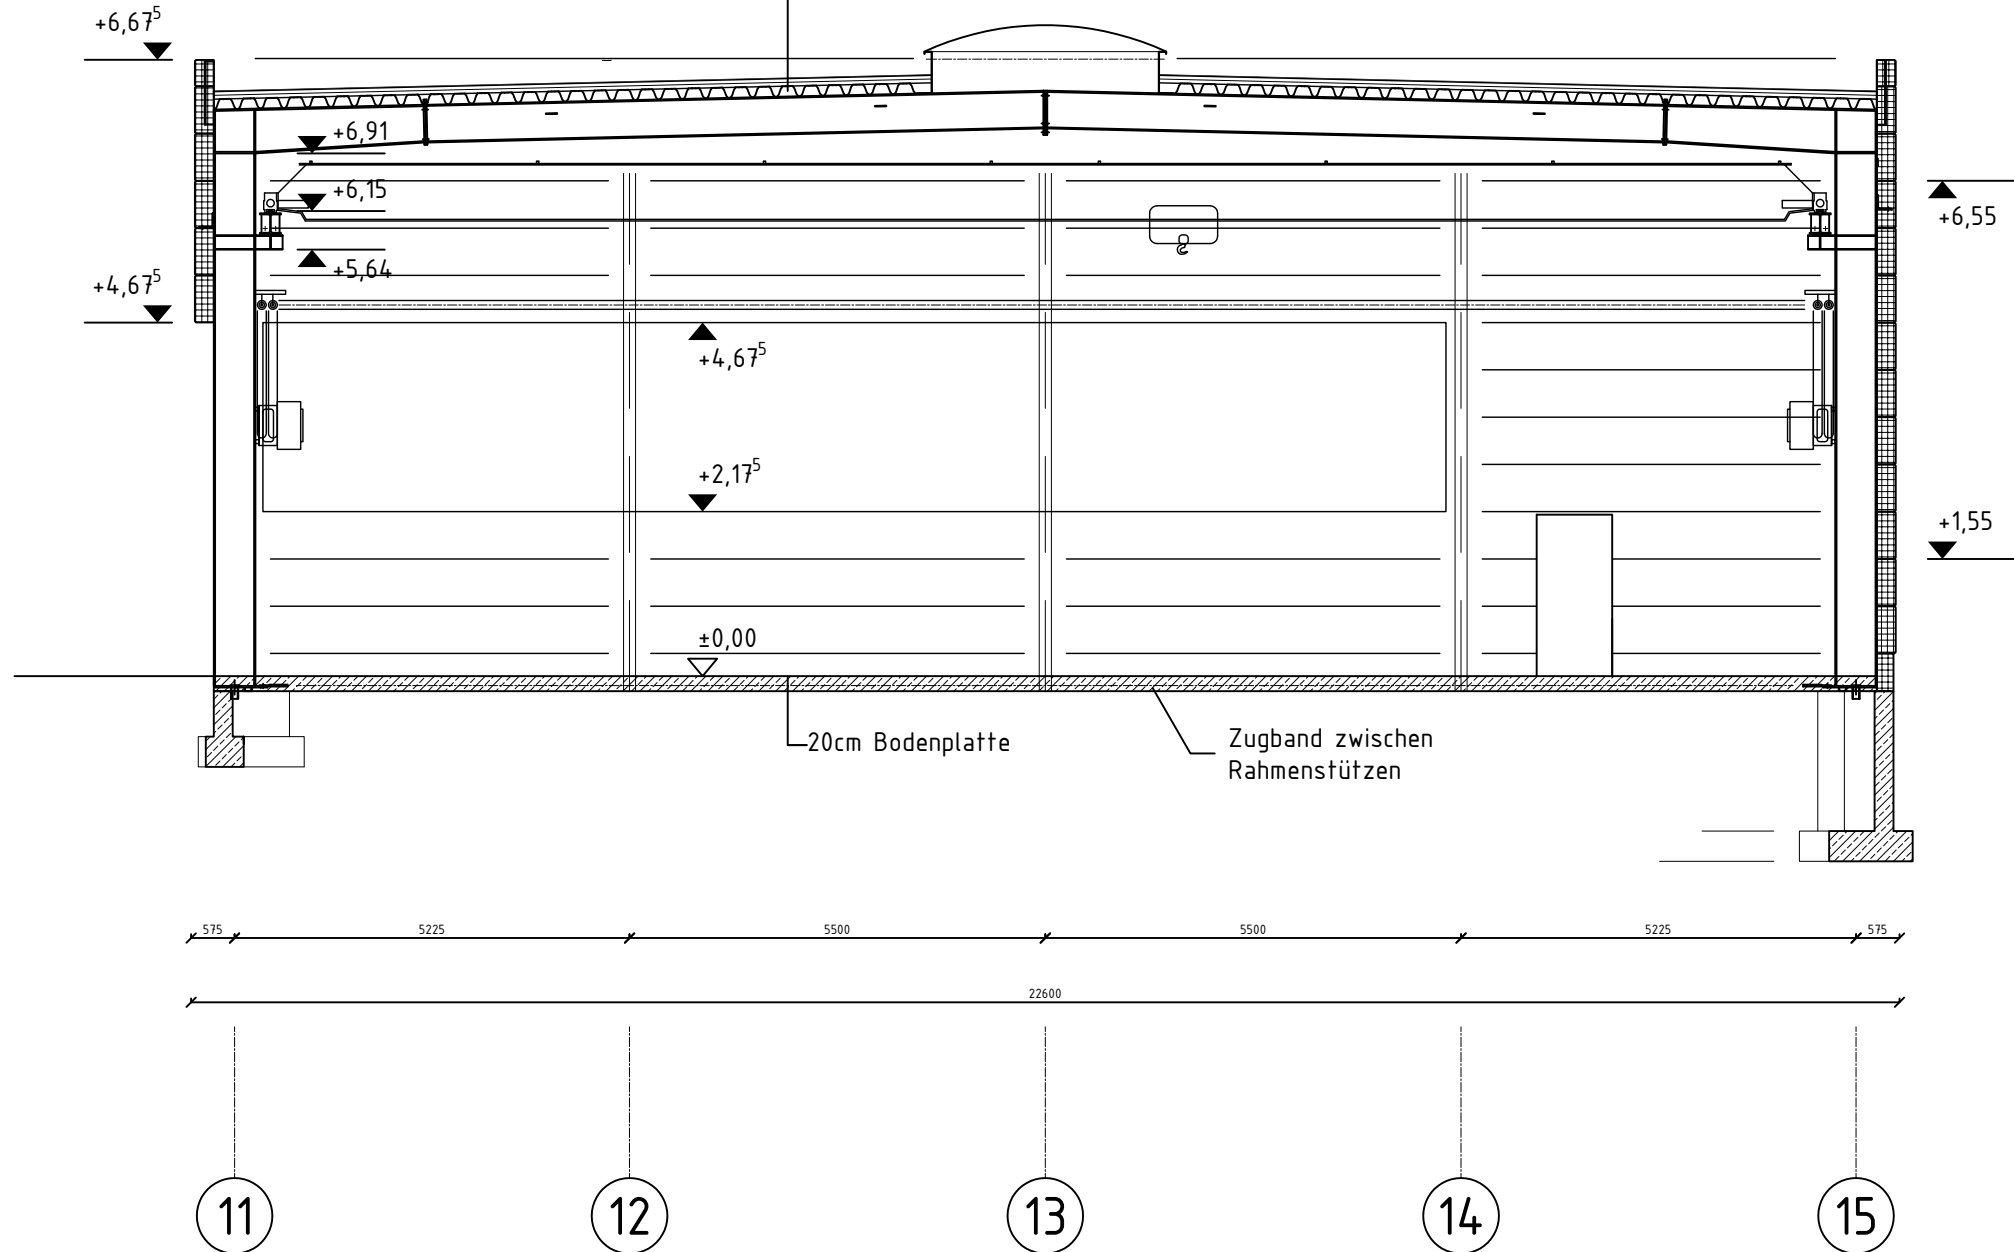 +6,67⁵
+6,91
+6,15
+6,55
+5,64
+4,67⁵
+4,67⁵
+2,17⁵
+1,55
±0,00
20cm Bodenplatte
Zugband zwischen
Rahmenstützen
575 5225 5500 5500 5225 575
22600
11 12 13 14 15